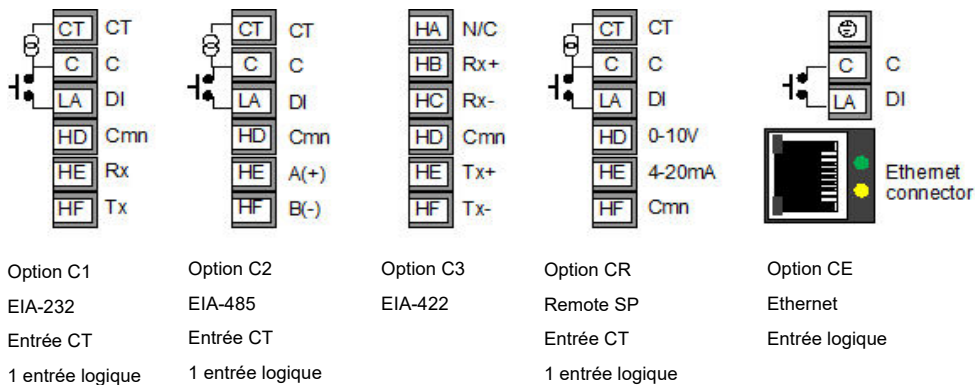 CT CT
C C
LA DI
HD Cmn
HE Rx
HF Tx
Option C1
EIA-232
Entrée CT
1 entrée logique
CT CT
C C
LA DI
HD Cmn
HE A(+)
HF B(-)
Option C2
EIA-485
Entrée CT
1 entrée logique
HA N/C
HB Rx+
HC Rx-
HD Cmn
HE Tx+
HF Tx-
Option C3
EIA-422
CT CT
C C
LA DI
HD 0-10V
HE 4-20mA
HF Cmn
Option CR
Remote SP
Entrée CT
1 entrée logique
C C
LA DI
Ethernet
connector
Option CE
Ethernet
Entrée logique